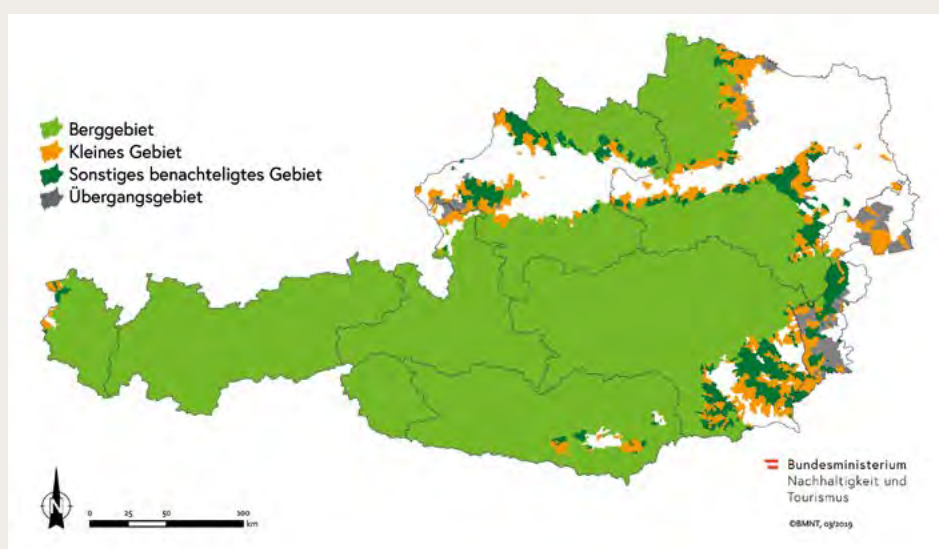 Berggebiet
Kleines Gebiet
Sonstiges benachteligtes Gebiet
Übergangsgebiet
N
0 25 50 100
km
Bundesministerium
Nachhaltigkeit und
Tourismus
©BMNT, 03/2019